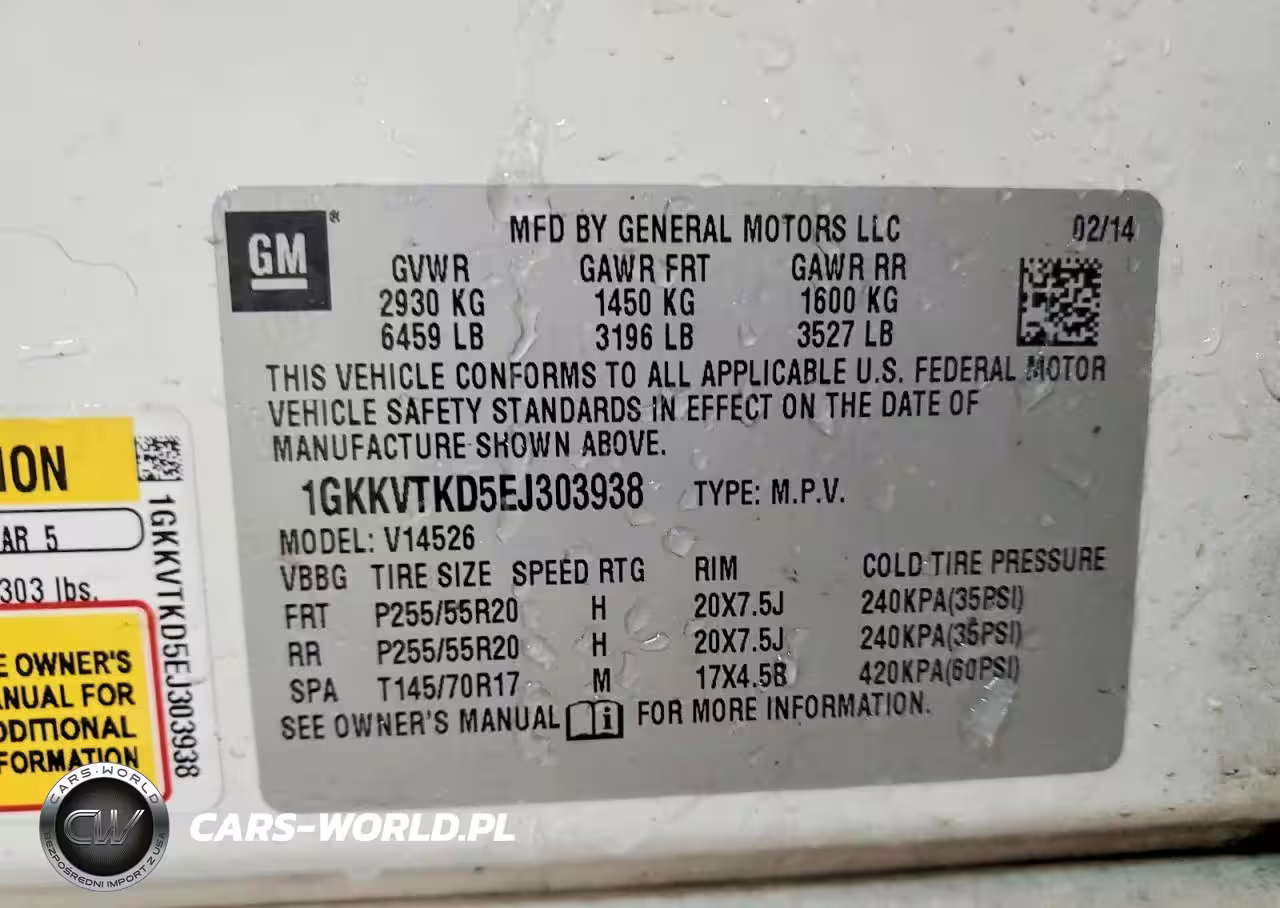 GM ®
MFD BY GENERAL MOTORS LLC 02/14
GVWR GAWR FRT GAWR RR
2930 KG 1450 KG 1600 KG
6459 LB 3196 LB 3527 LB
THIS VEHICLE CONFORMS TO ALL APPLICABLE U.S. FEDERAL MOTOR
VEHICLE SAFETY STANDARDS IN EFFECT ON THE DATE OF
MANUFACTURE SHOWN ABOVE.
1GKKVTKD5EJ303938 TYPE: M.P.V.
MODEL: V14526
VBBG TIRE SIZE SPEED RTG RIM COLD TIRE PRESSURE
FRT P255/55R20 H 20X7.5J 240KPA(35PSI)
RR P255/55R20 H 20X7.5J 240KPA(35PSI)
SPA T145/70R17 M 17X4.5B 420KPA(60PSI)
SEE OWNER'S MANUAL i FOR MORE INFORMATION.
ION
AR 5
303 lbs.
E OWNER'S
ANUAL FOR
DDITIONAL
FORMATION
1GKKVTKD5EJ303938
CARS-WORLD
CW
BEZPOŚREDNI IMPORT Z USA
CARS-WORLD.PL